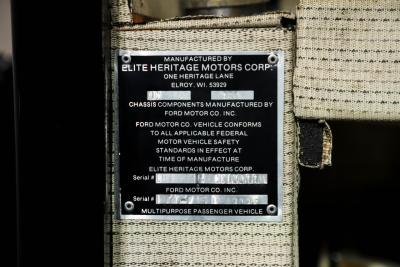 MANUFACTURED BY
ELITE HERITAGE MOTORS CORP.
ONE HERITAGE LANE
ELROY, WI. 53929
CHASSIS COMPONENTS MANUFACTURED BY
FORD MOTOR CO. INC.
FORD MOTOR CO. VEHICLE CONFORMS
TO ALL APPLICABLE FEDERAL
MOTOR VEHICLE SAFETY
STANDARDS IN EFFECT AT
TIME OF MANUFACTURE
ELITE HERITAGE MOTORS CORP.
Serial #
FORD MOTOR CO. INC.
Serial #
MULTIPURPOSE PASSENGER VEHICLE